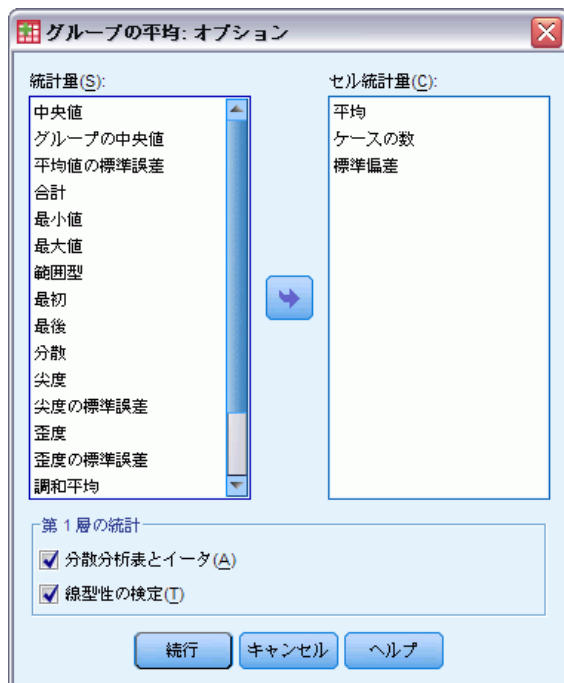 グループの平均: オプション
統計量(S):
中央値
グループの中央値
平均値の標準誤差
合計
最小値
最大値
範囲型
最初
最後
分散
尖度
尖度の標準誤差
歪度
歪度の標準誤差
調和平均
セル統計量(C):
平均
ケースの数
標準偏差
第 1 層の統計
分散分析表とイータ(A)
線型性の検定(T)
続行
キャンセル
ヘルプ